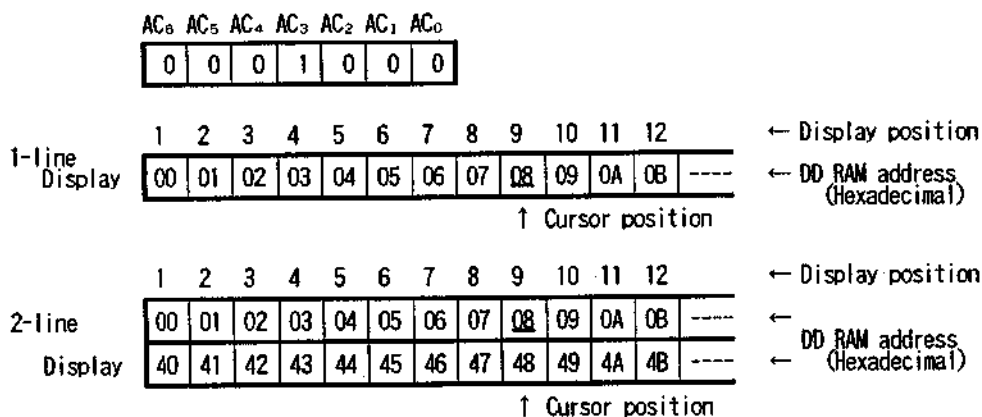 AC₆ AC₅ AC₄ AC₃ AC₂ AC₁ AC₀
0 0 0 1 0 0 0
1 2 3 4 5 6 7 8 9 10 11 12 ← Display position
1-line
Display 00 01 02 03 04 05 06 07 08 09 0A 0B ---- ← DD RAM address
(Hexadecimal)
↑ Cursor position
1 2 3 4 5 6 7 8 9 10 11 12 ← Display position
2-line 00 01 02 03 04 05 06 07 08 09 0A 0B ---- ←
DD RAM address
Display 40 41 42 43 44 45 46 47 48 49 4A 4B ---- ← (Hexadecimal)
↑ Cursor position